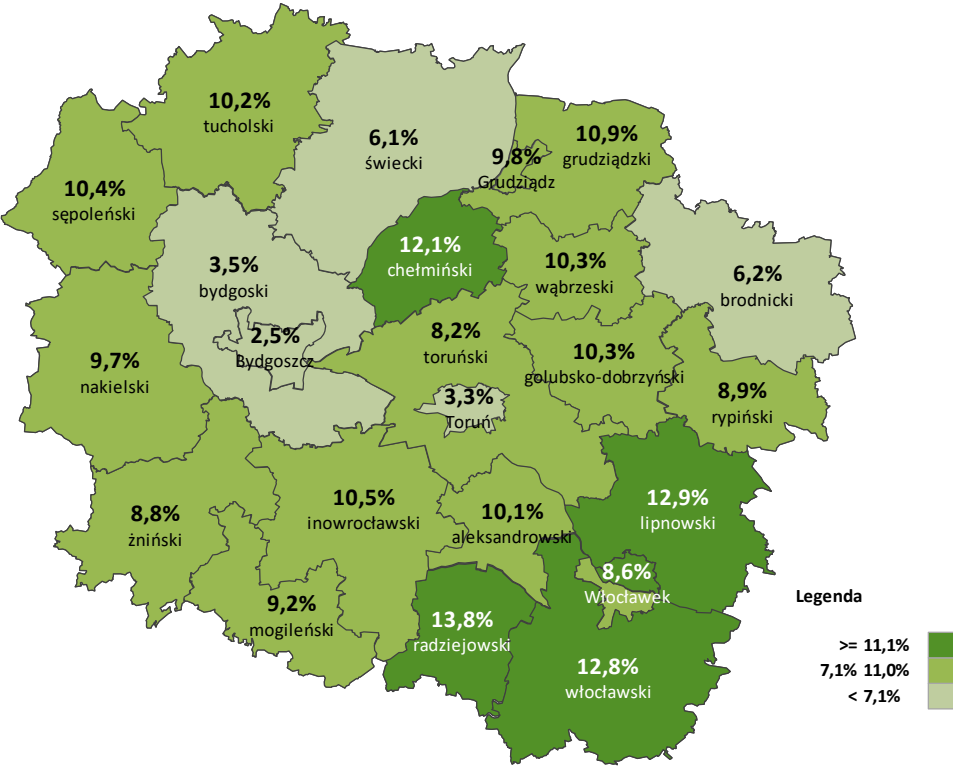 10,2%
tucholski
6,1%
świecki
10,9%
grudziądzki
9,8%
Grudziądz
10,4%
sępoleński
12,1%
chełmiński
10,3%
wąbrzeski
6,2%
brodnicki
3,5%
bydgoski
2,5%
Bydgoszcz
8,2%
toruński
10,3%
golubsko-dobrzyński
9,7%
nakielski
3,3%
Toruń
8,9%
rypiński
8,8%
żniński
10,5%
inowrocławski
10,1%
aleksandrowski
12,9%
lipnowski
8,6%
Włocławek
9,2%
mogileński
13,8%
radziejowski
12,8%
włocławski
Legenda
>= 11,1%
7,1% 11,0%
< 7,1%